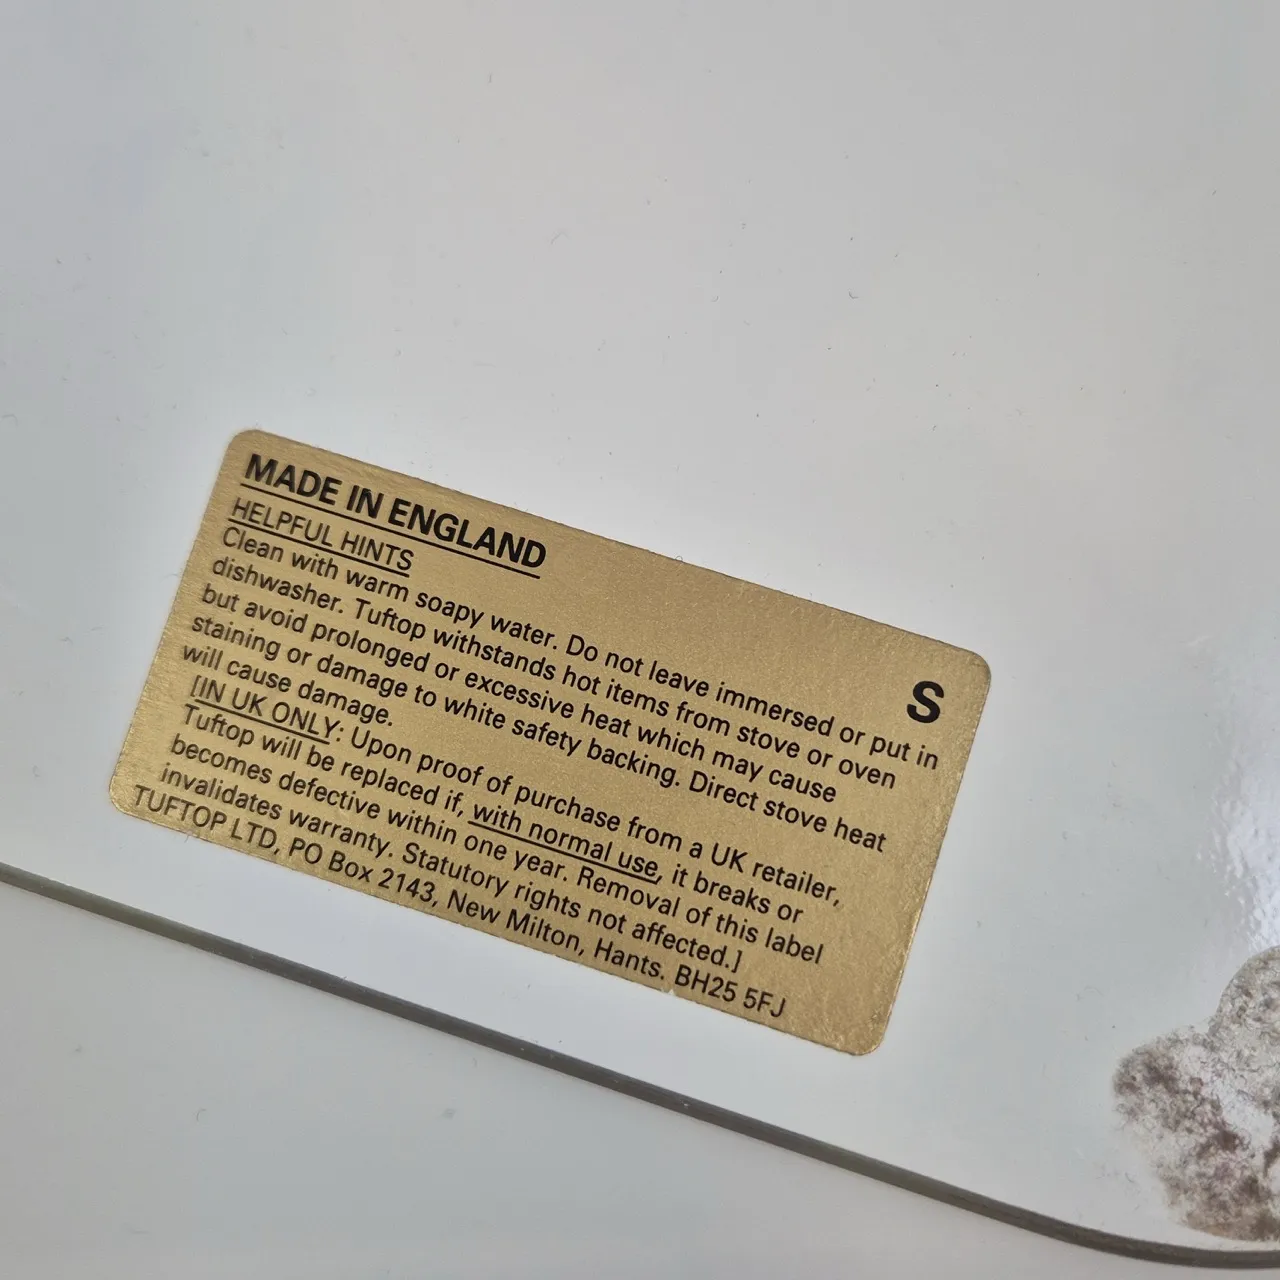 MADE IN ENGLAND
HELPFUL HINTS
Clean with warm soapy water. Do not leave immersed or put in
dishwasher. Tuftop withstands hot items from stove or oven
but avoid prolonged or excessive heat which may cause
staining or damage to white safety backing. Direct stove heat
will cause damage.
[IN UK ONLY: Upon proof of purchase from a UK retailer,
Tuftop will be replaced if, with normal use, it breaks or
becomes defective within one year. Removal of this label
invalidates warranty. Statutory rights not affected.]
TUFTOP LTD, PO Box 2143, New Milton, Hants. BH25 5FJ
S